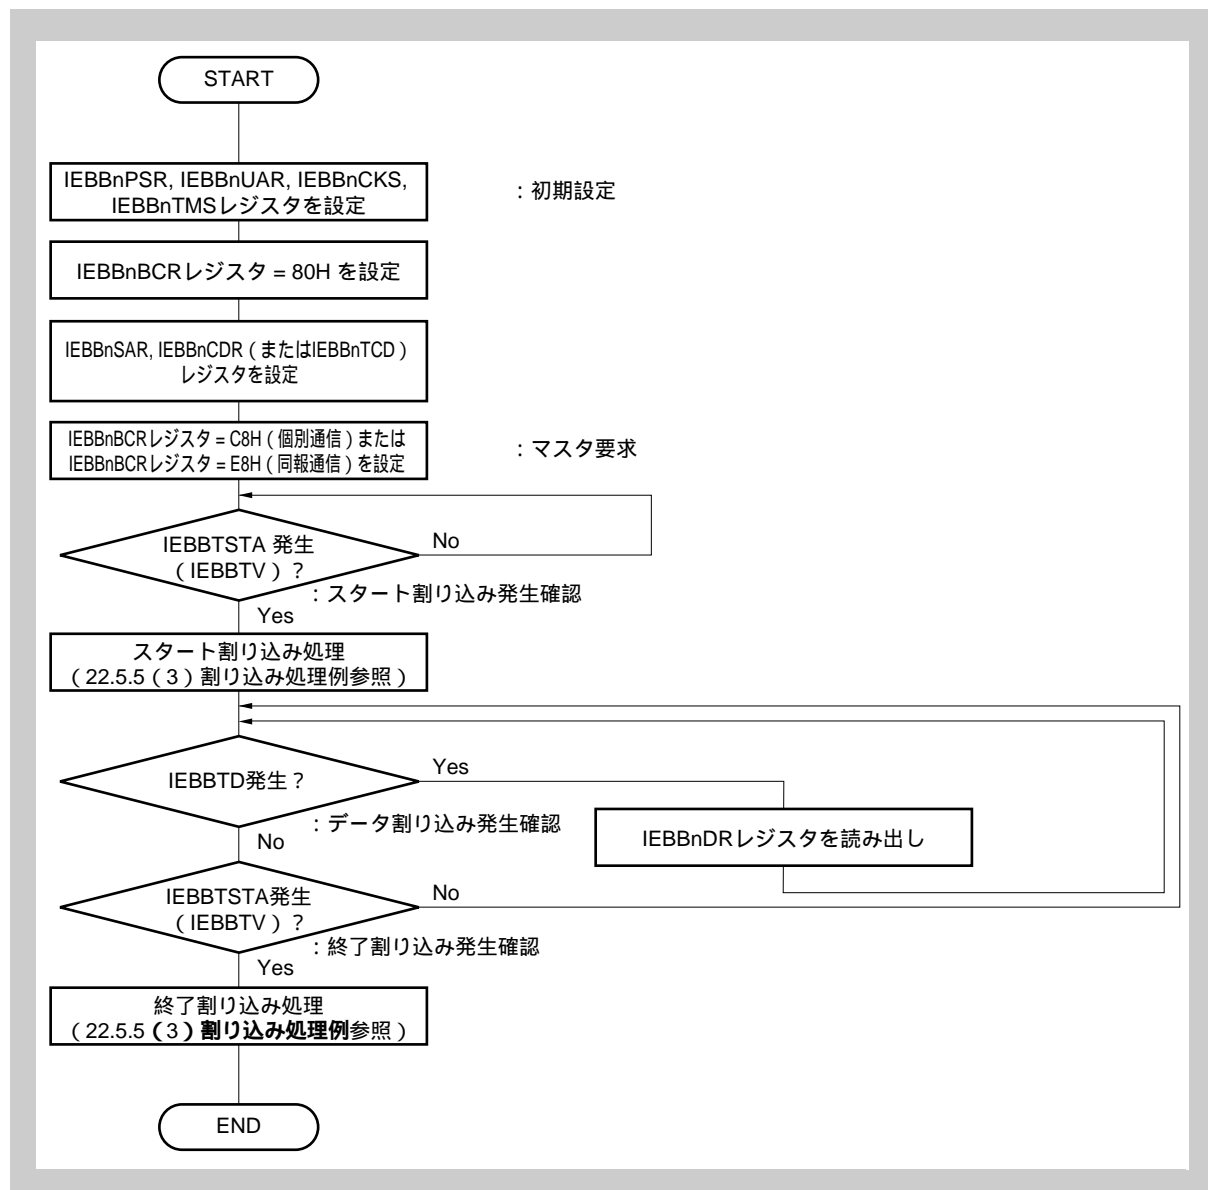 START
IEBBnPSR, IEBBnUAR, IEBBnCKS,
IEBBnTMSレジスタを設定
：初期設定
IEBBnBCRレジスタ = 80H を設定
IEBBnSAR, IEBBnCDR（またはIEBBnTCD）
レジスタを設定
IEBBnBCRレジスタ = C8H（個別通信）または
IEBBnBCRレジスタ = E8H（同報通信）を設定
：マスタ要求
IEBBTSTA 発生
（IEBBTV）？
No
：スタート割り込み発生確認
Yes
スタート割り込み処理
（22.5.5（3）割り込み処理例参照）
IEBBTD発生？
Yes
：データ割り込み発生確認
No
IEBBnDRレジスタを読み出し
IEBBTSTA発生
（IEBBTV）？
No
：終了割り込み発生確認
Yes
終了割り込み処理
（22.5.5（3）割り込み処理例参照）
END